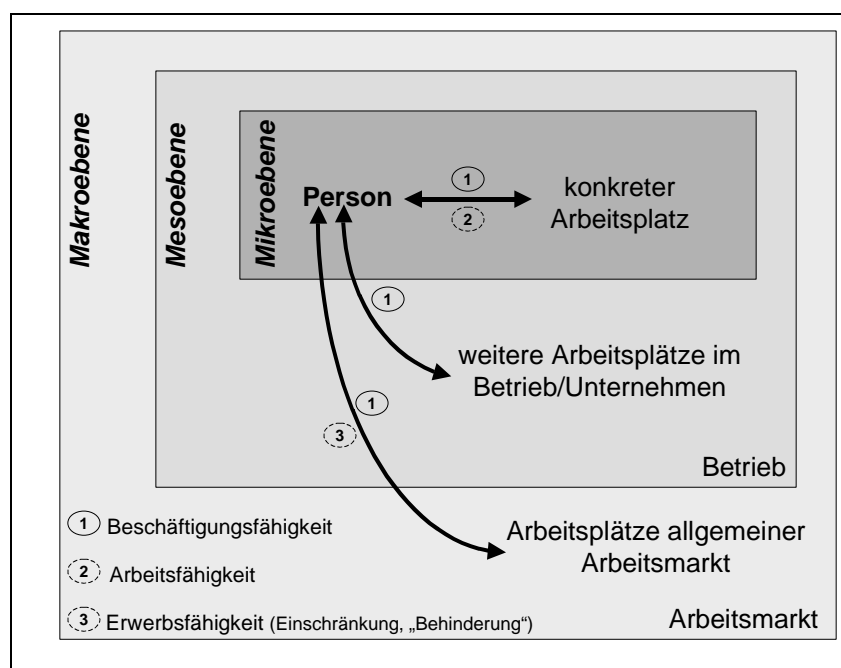 Makroebene
Mesoebene
Mikroebene
Person
1
2
konkreter
Arbeitsplatz
1
weitere Arbeitsplätze im
Betrieb/Unternehmen
1
3
Betrieb
Arbeitsplätze allgemeiner
Arbeitsmarkt
Arbeitsmarkt
1 Beschäftigungsfähigkeit
2 Arbeitsfähigkeit
3 Erwerbsfähigkeit (Einschränkung, „Behinderung“)